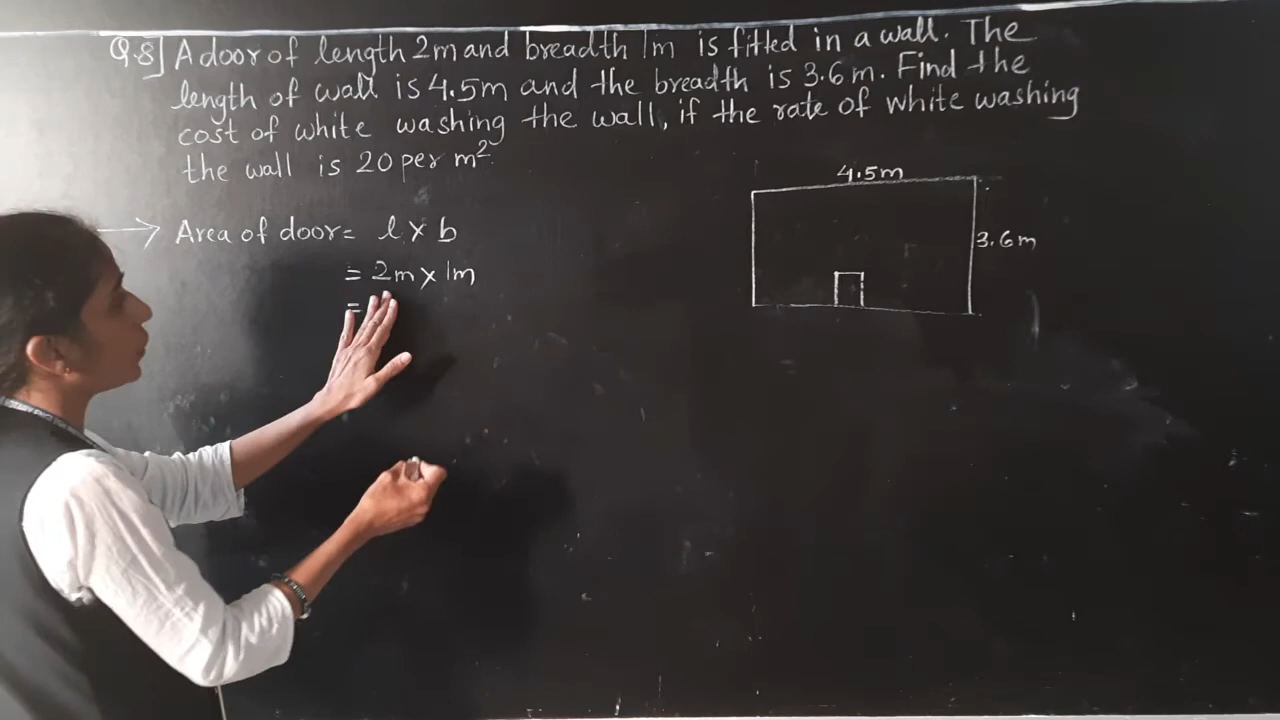 Q.8] A door of length 2m and breadth 1m is fitted in a wall. The
length of wall is 4.5m and the breadth is 3.6m. Find the
cost of white washing the wall, if the rate of white washing
the wall is 20 per m².
4.5m
3.6m
→ Area of door = l × b
= 2m × 1m
=